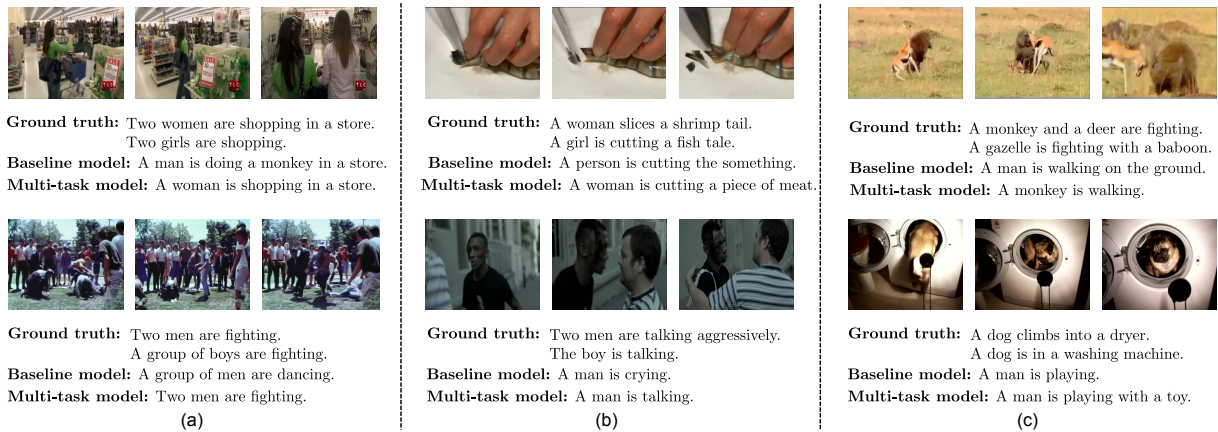 SALE
TLC
Ground truth: Two women are shopping in a store.
Two girls are shopping.
Baseline model: A man is doing a monkey in a store.
Multi-task model: A woman is shopping in a store.
Ground truth: Two men are fighting.
A group of boys are fighting.
Baseline model: A group of men are dancing.
Multi-task model: Two men are fighting.
(a)
Ground truth: A woman slices a shrimp tail.
A girl is cutting a fish tale.
Baseline model: A person is cutting the something.
Multi-task model: A woman is cutting a piece of meat.
Ground truth: Two men are talking aggressively.
The boy is talking.
Baseline model: A man is crying.
Multi-task model: A man is talking.
(b)
Ground truth: A monkey and a deer are fighting.
A gazelle is fighting with a baboon.
Baseline model: A man is walking on the ground.
Multi-task model: A monkey is walking.
Ground truth: A dog climbs into a dryer.
A dog is in a washing machine.
Baseline model: A man is playing.
Multi-task model: A man is playing with a toy.
(c)